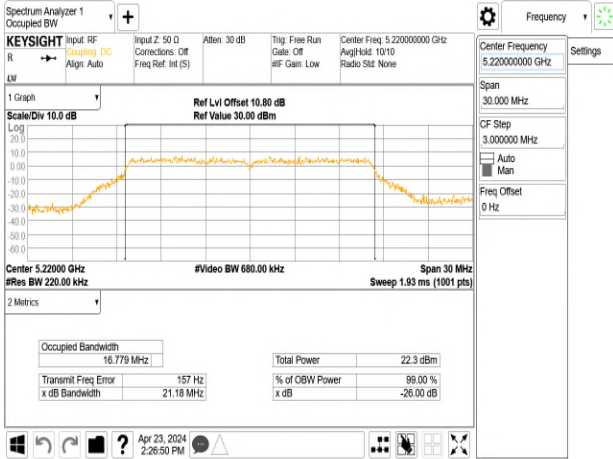 Spectrum Analyzer 1
Occupied BW
Frequency
KEYSIGHT
R
Input: RF
Coupling: DC
Align: Auto
Input Z: 50 Ω
Corrections: Off
Freq Ref: Int (S)
Atten: 30 dB
Trig: Free Run
Gate: Off
#IF Gain: Low
Center Freq: 5.220000000 GHz
Avg|Hold: 10/10
Radio Std: None
Center Frequency
5.220000000 GHz
Settings
Span
30.000 MHz
CF Step
3.000000 MHz
Auto
Man
Freq Offset
0 Hz
1 Graph
Scale/Div 10.0 dB
Ref Lvl Offset 10.80 dB
Ref Value 30.00 dBm
Log
20.0
10.0
0.00
-10.0
-20.0
-30.0
-40.0
-50.0
-60.0
Center 5.22000 GHz
#Video BW 680.00 kHz
Span 30 MHz
#Res BW 220.00 kHz
Sweep 1.93 ms (1001 pts)
2 Metrics
Occupied Bandwidth
16.779 MHz
Total Power
22.3 dBm
Transmit Freq Error
157 Hz
% of OBW Power
99.00 %
x dB Bandwidth
21.18 MHz
x dB
-26.00 dB
Apr 23, 2024
2:26:50 PM